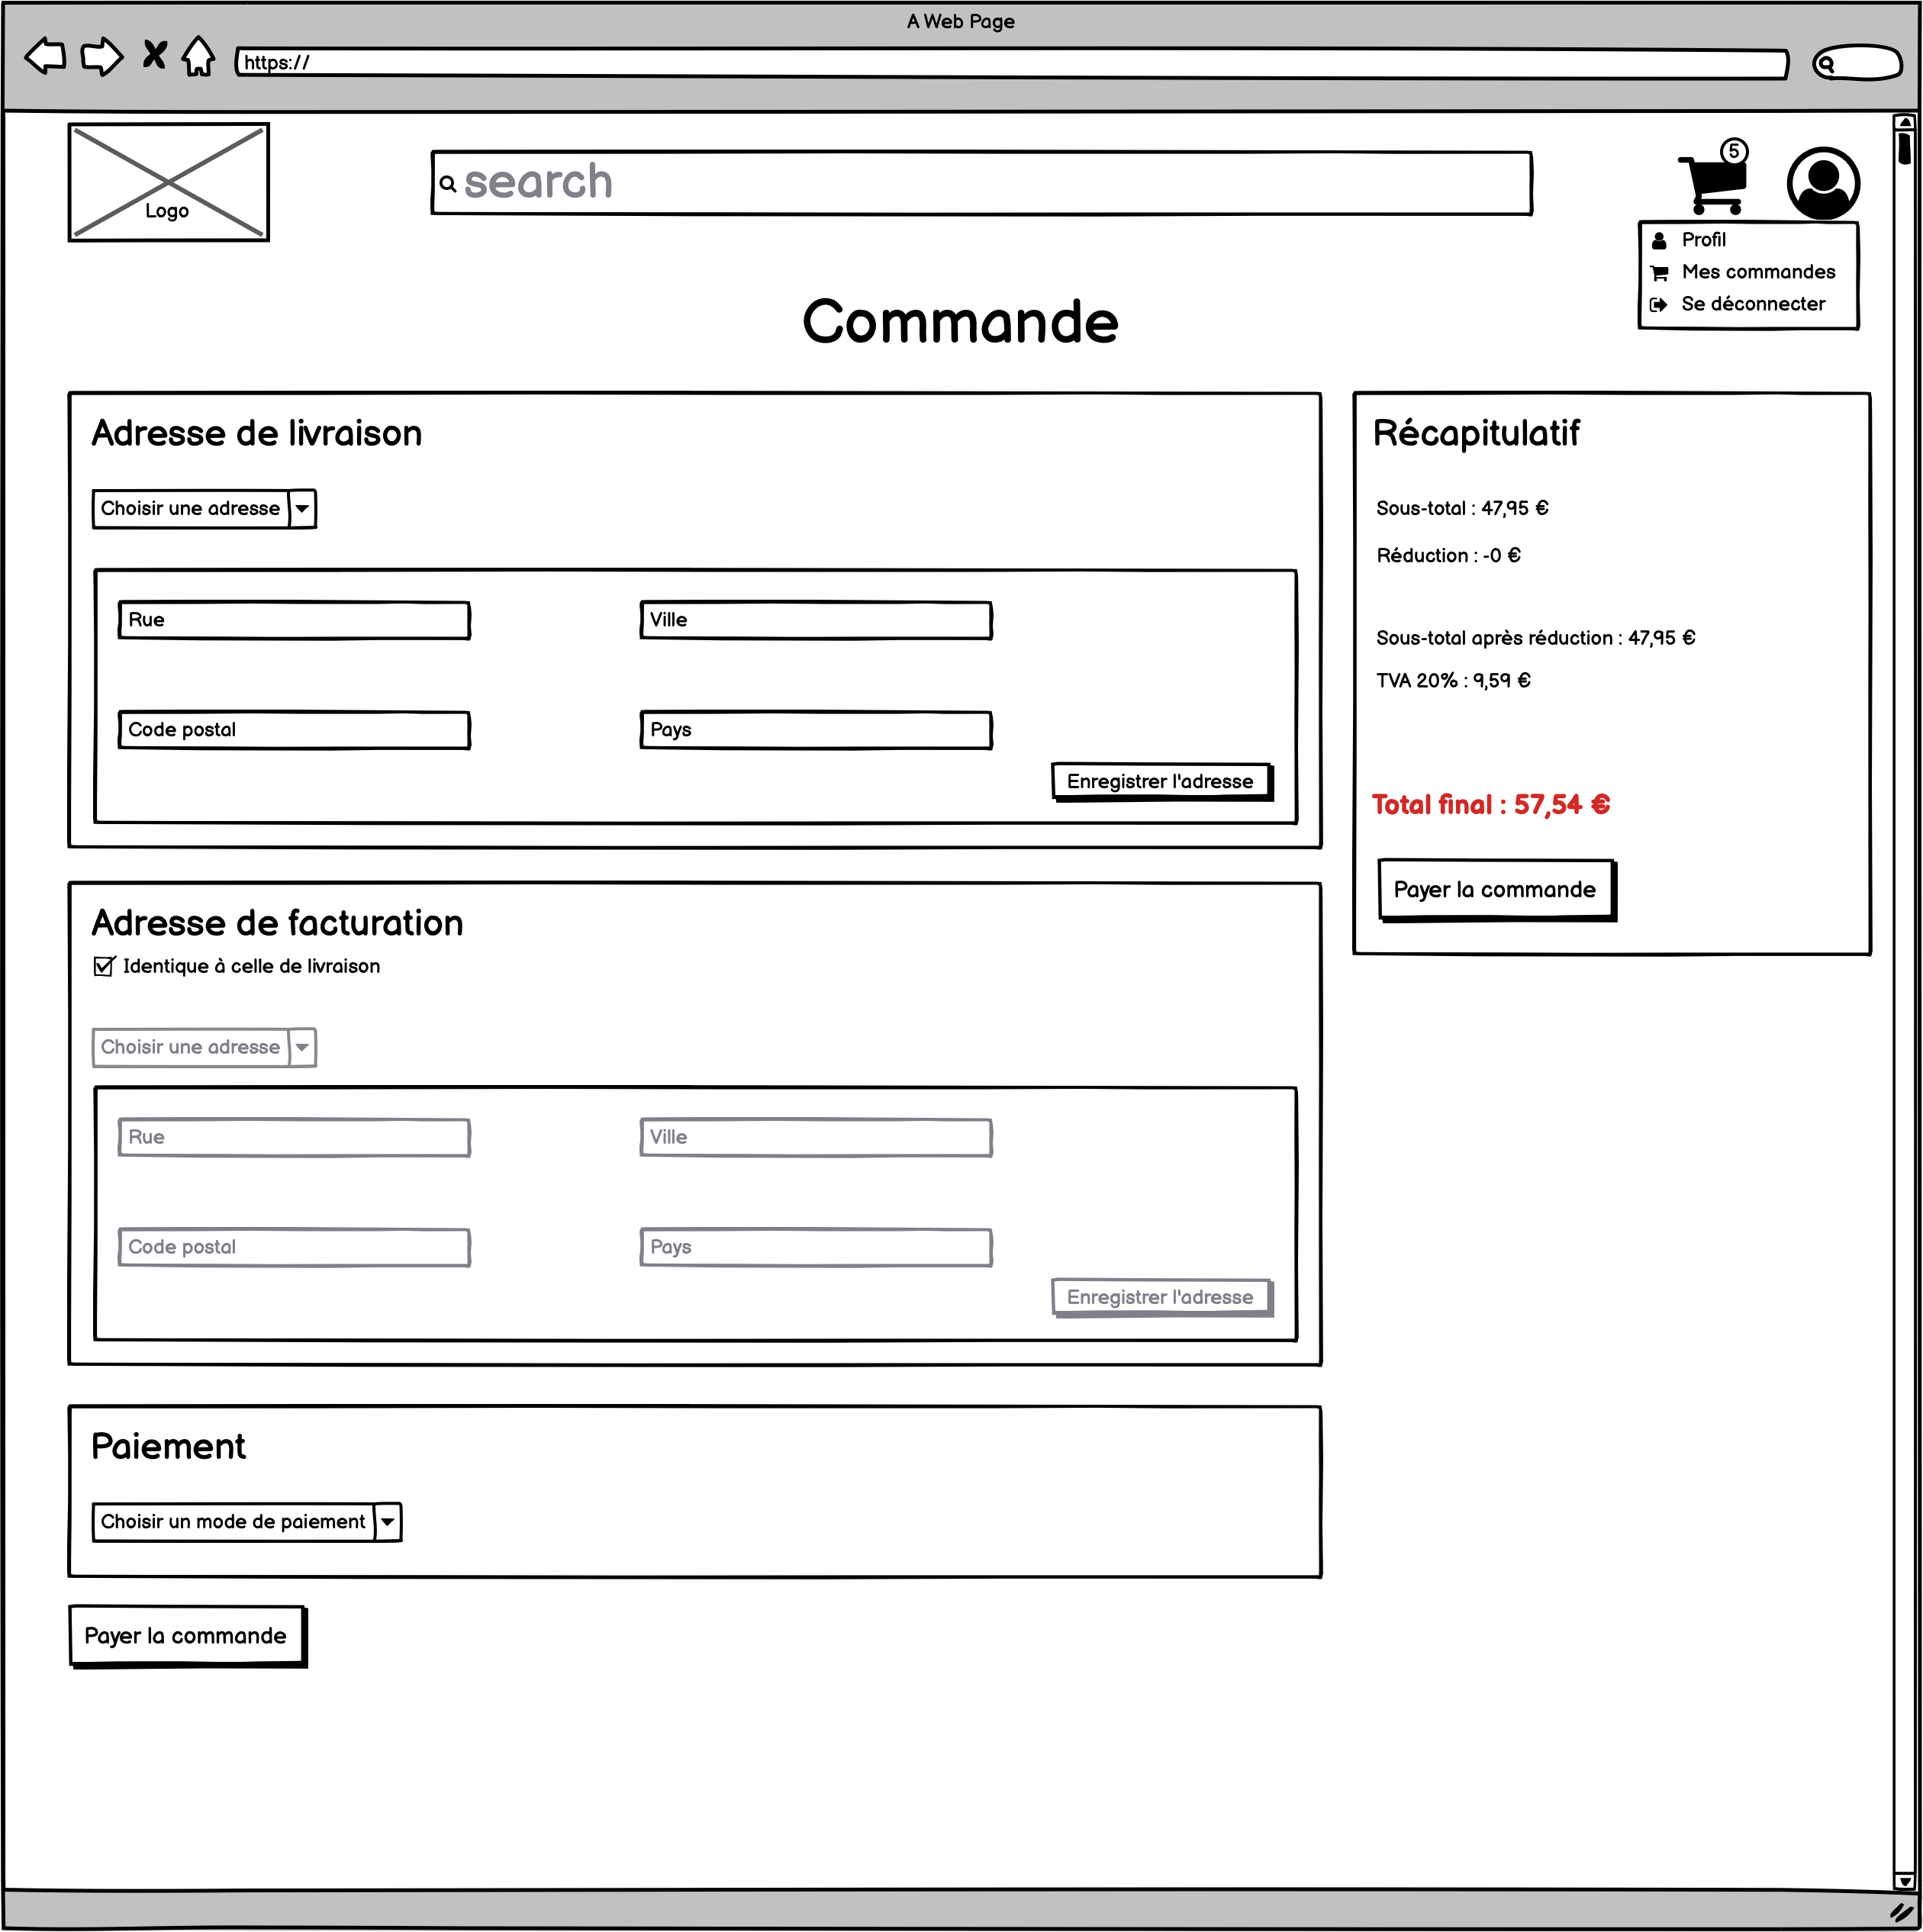 A Web Page
https://
Logo
search
5
Profil
Mes commandes
Se déconnecter
Commande
Adresse de livraison
Choisir une adresse
Rue
Ville
Code postal
Pays
Enregistrer l'adresse
Récapitulatif
Sous-total : 47,95 €
Réduction : -0 €
Sous-total après réduction : 47,95 €
TVA 20% : 9,59 €
Total final : 57,54 €
Payer la commande
Adresse de facturation
Identique à celle de livraison
Choisir une adresse
Rue
Ville
Code postal
Pays
Enregistrer l'adresse
Paiement
Choisir un mode de paiement
Payer la commande